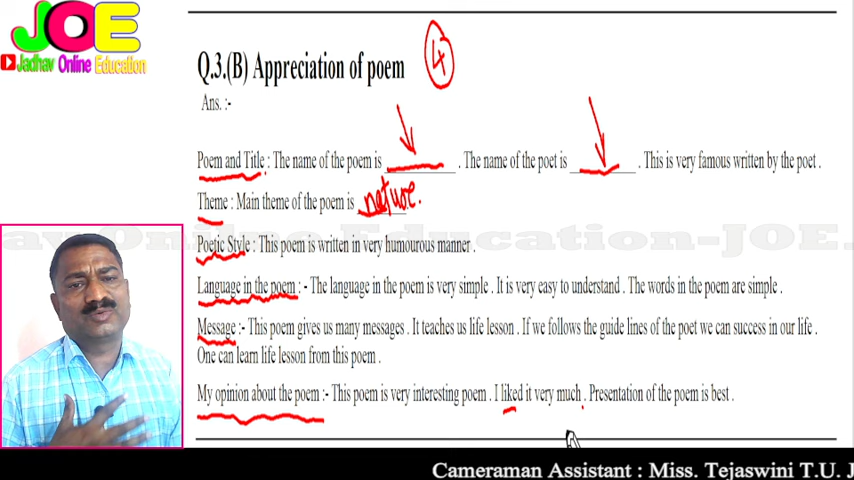 JOE
Jadhav Online Education
Q.3.(B) Appreciation of poem 4
Ans. :-
Poem and Title : The name of the poem is ____________ . The name of the poet is ____________ . This is very famous written by the poet .
Theme : Main theme of the poem is nature.
Poetic Style : This poem is written in very humourous manner .
Language in the poem : - The language in the poem is very simple . It is very easy to understand . The words in the poem are simple .
Message :- This poem gives us many messages . It teaches us life lesson . If we follows the guide lines of the poet we can success in our life .
One can learn life lesson from this poem .
My opinion about the poem :- This poem is very interesting poem . I liked it very much . Presentation of the poem is best .
Cameraman Assistant : Miss. Tejaswini T.U. J